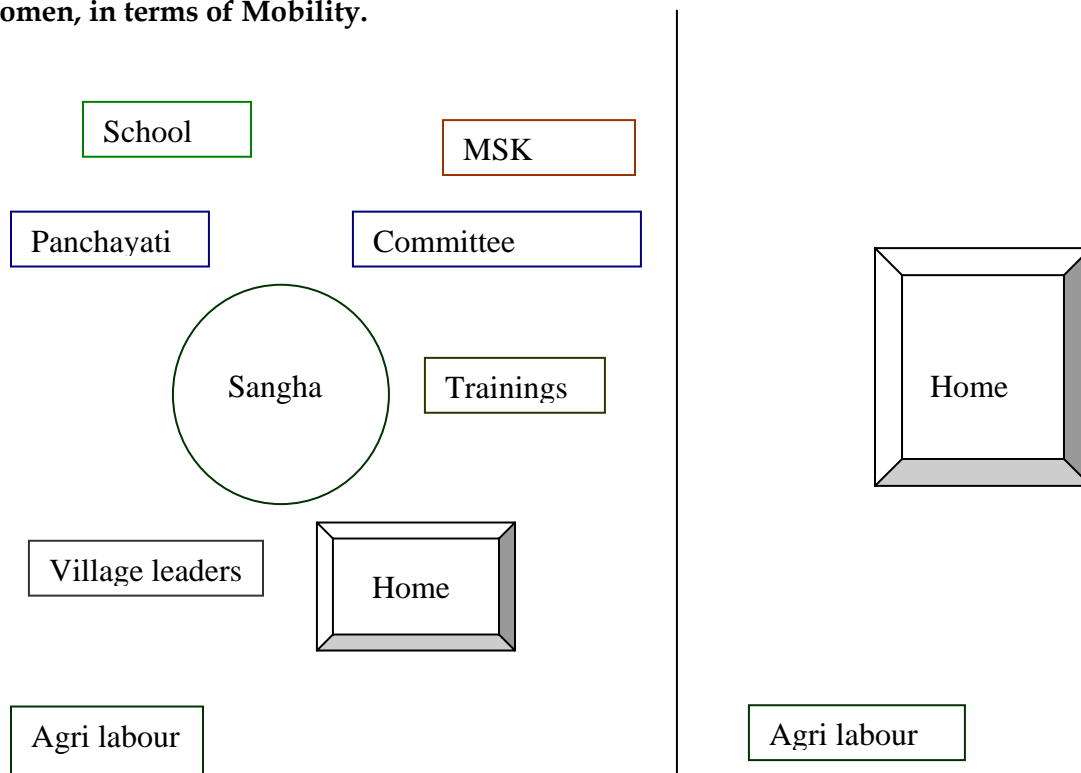 omen, in terms of Mobility.
School
MSK
Panchayati
Committee
Sangha
Trainings
Village leaders
Home
Agri labour
Home
Agri labour